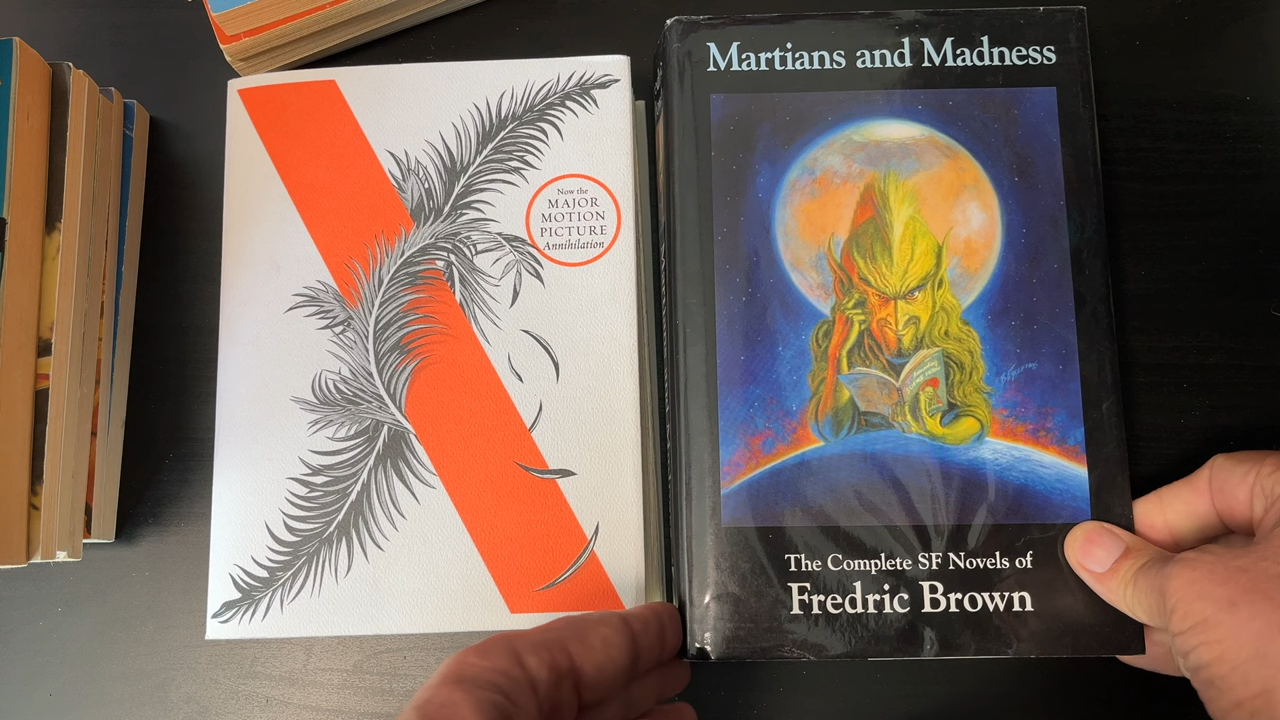 Now the
MAJOR
MOTION
PICTURE
Annihilation
Martians and Madness
The Complete SF Novels of
Fredric Brown